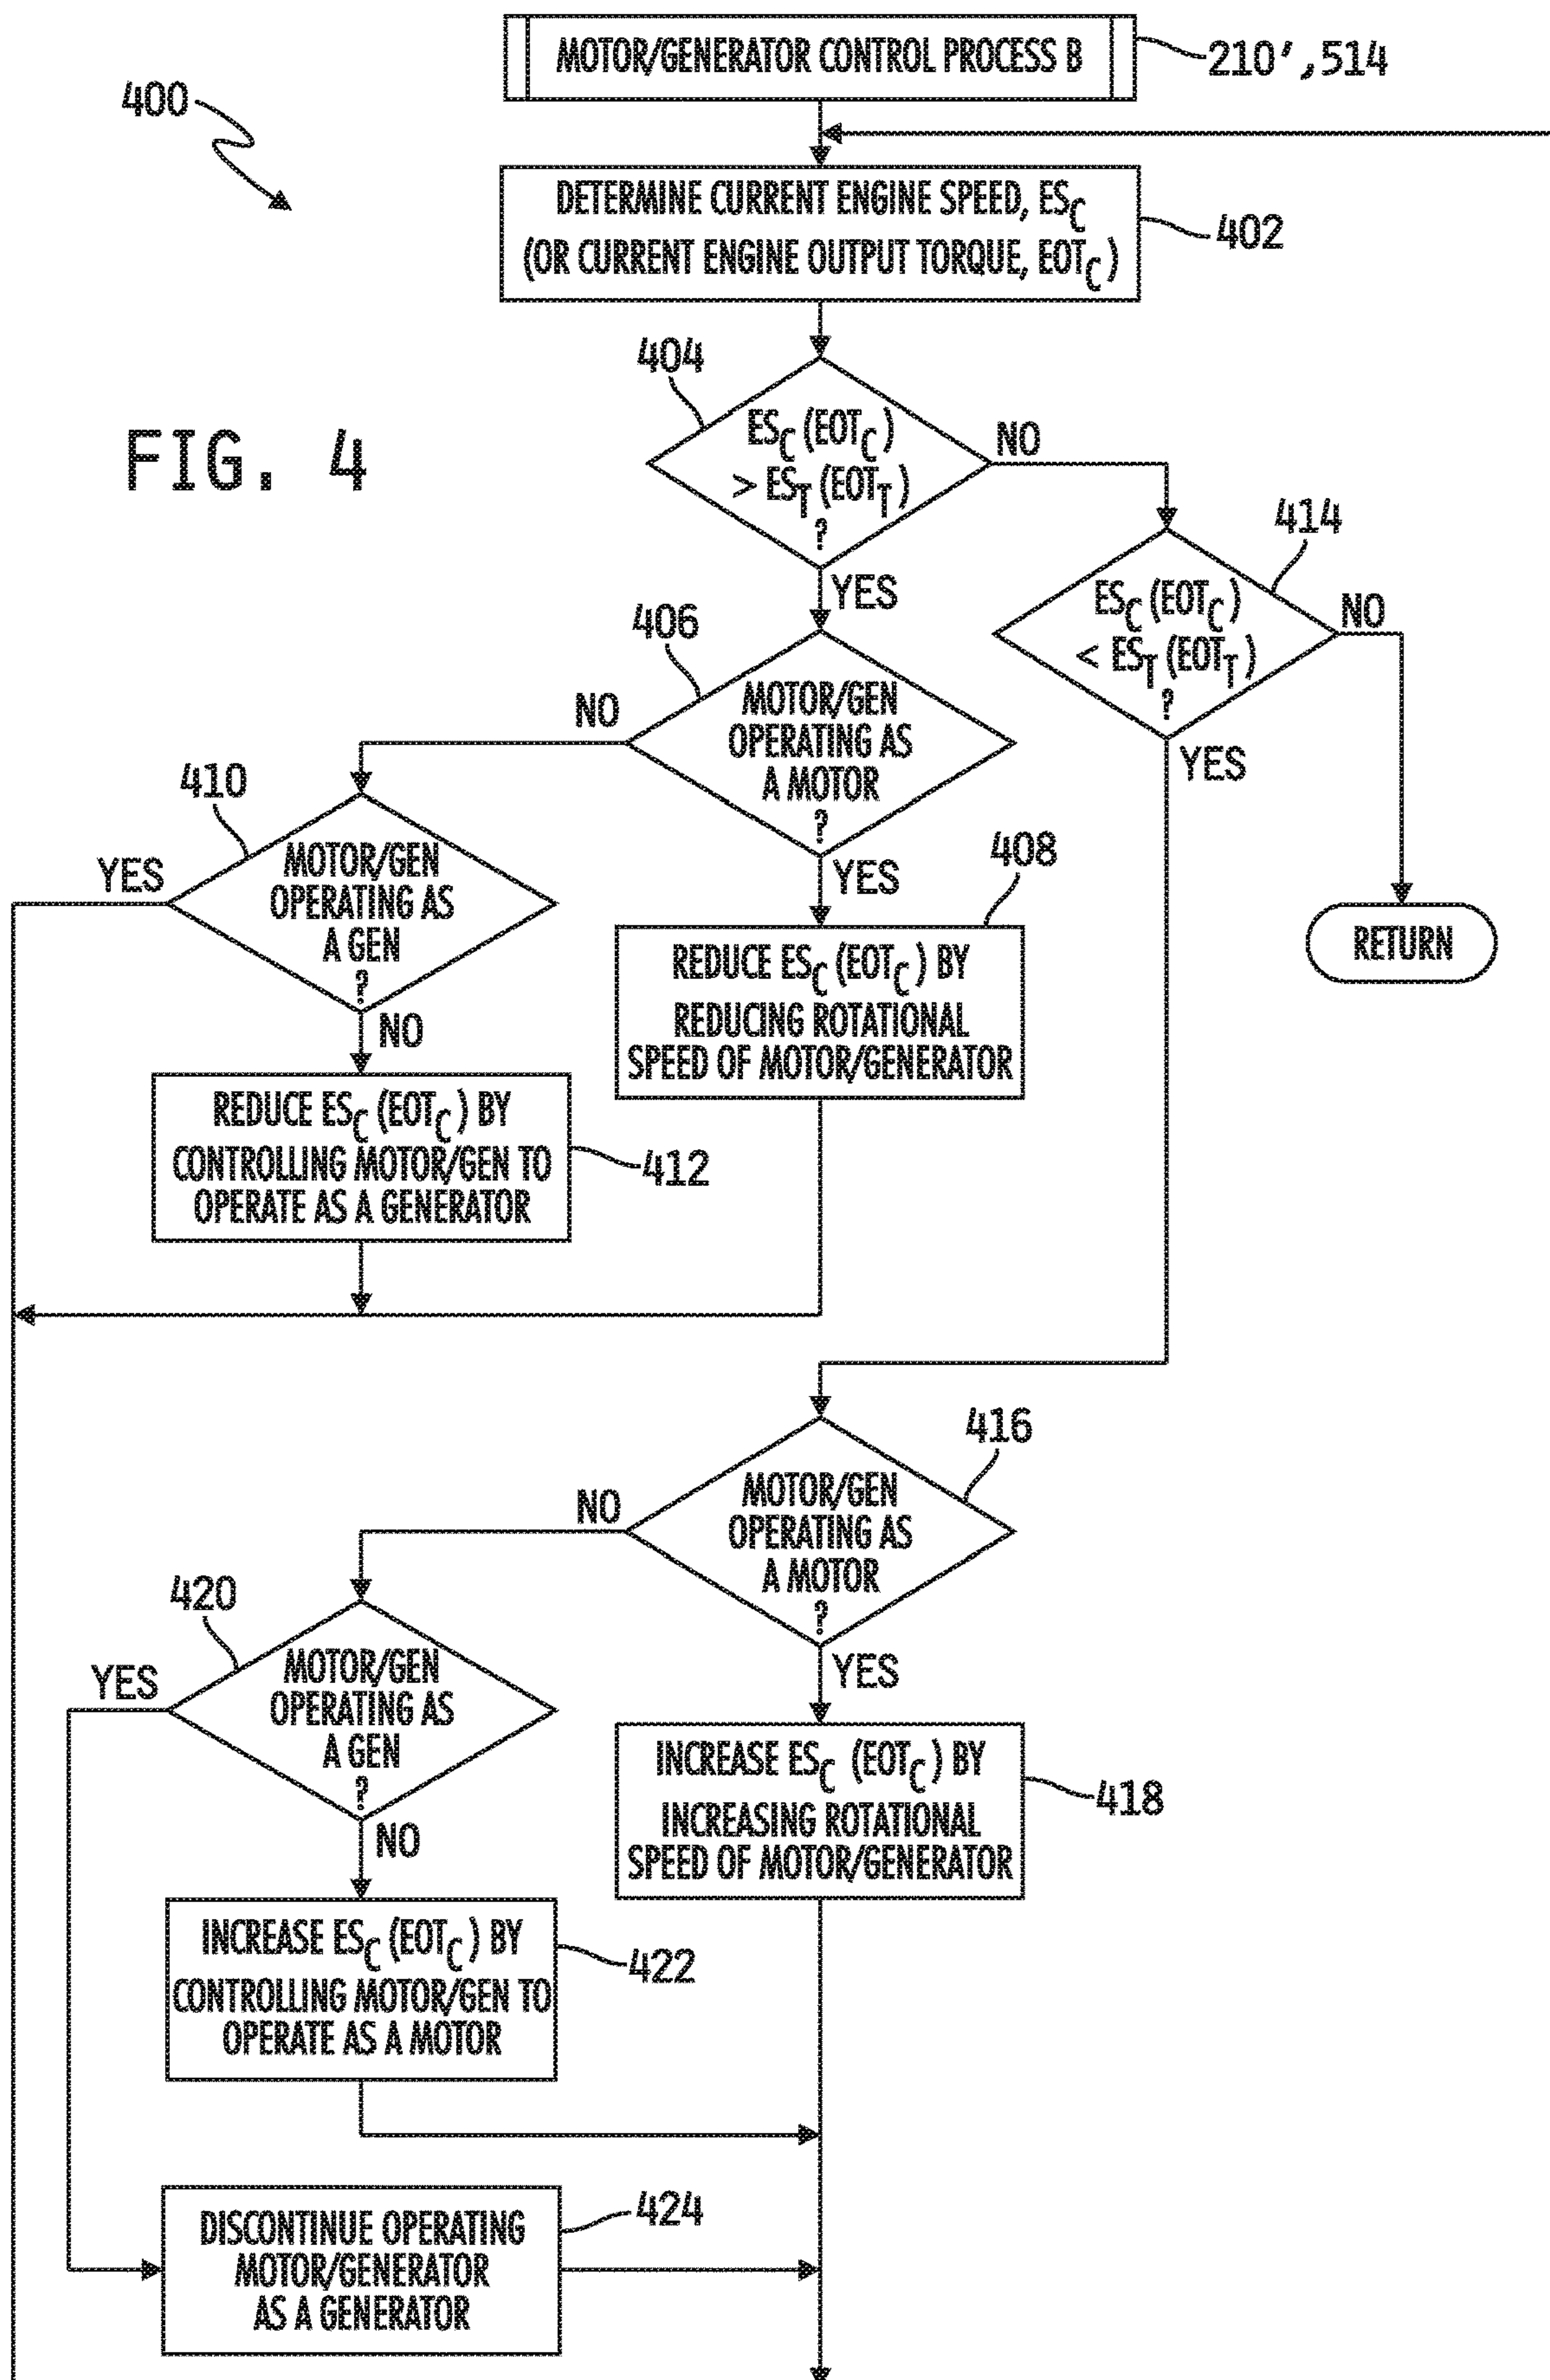 MOTOR/GENERATOR CONTROL PROCESS B
210',514
400
DETERMINE CURRENT ENGINE SPEED, ESC
(OR CURRENT ENGINE OUTPUT TORQUE, EOTC)
402
FIG. 4
404
ESC (EOTC)
> EST (EOTT)
?
NO
YES
414
ESC (EOTC)
< EST (EOTT)
?
NO
YES
RETURN
406
MOTOR/GEN
OPERATING AS
A MOTOR
?
NO
YES
410
MOTOR/GEN
OPERATING AS
A GEN
?
YES
NO
408
REDUCE ESC (EOTC) BY
REDUCING ROTATIONAL
SPEED OF MOTOR/GENERATOR
REDUCE ESC (EOTC) BY
CONTROLLING MOTOR/GEN TO
OPERATE AS A GENERATOR
412
416
MOTOR/GEN
OPERATING AS
A MOTOR
?
NO
YES
420
MOTOR/GEN
OPERATING AS
A GEN
?
YES
NO
INCREASE ESC (EOTC) BY
INCREASING ROTATIONAL
SPEED OF MOTOR/GENERATOR
418
INCREASE ESC (EOTC) BY
CONTROLLING MOTOR/GEN TO
OPERATE AS A MOTOR
422
DISCONTINUE OPERATING
MOTOR/GENERATOR
AS A GENERATOR
424